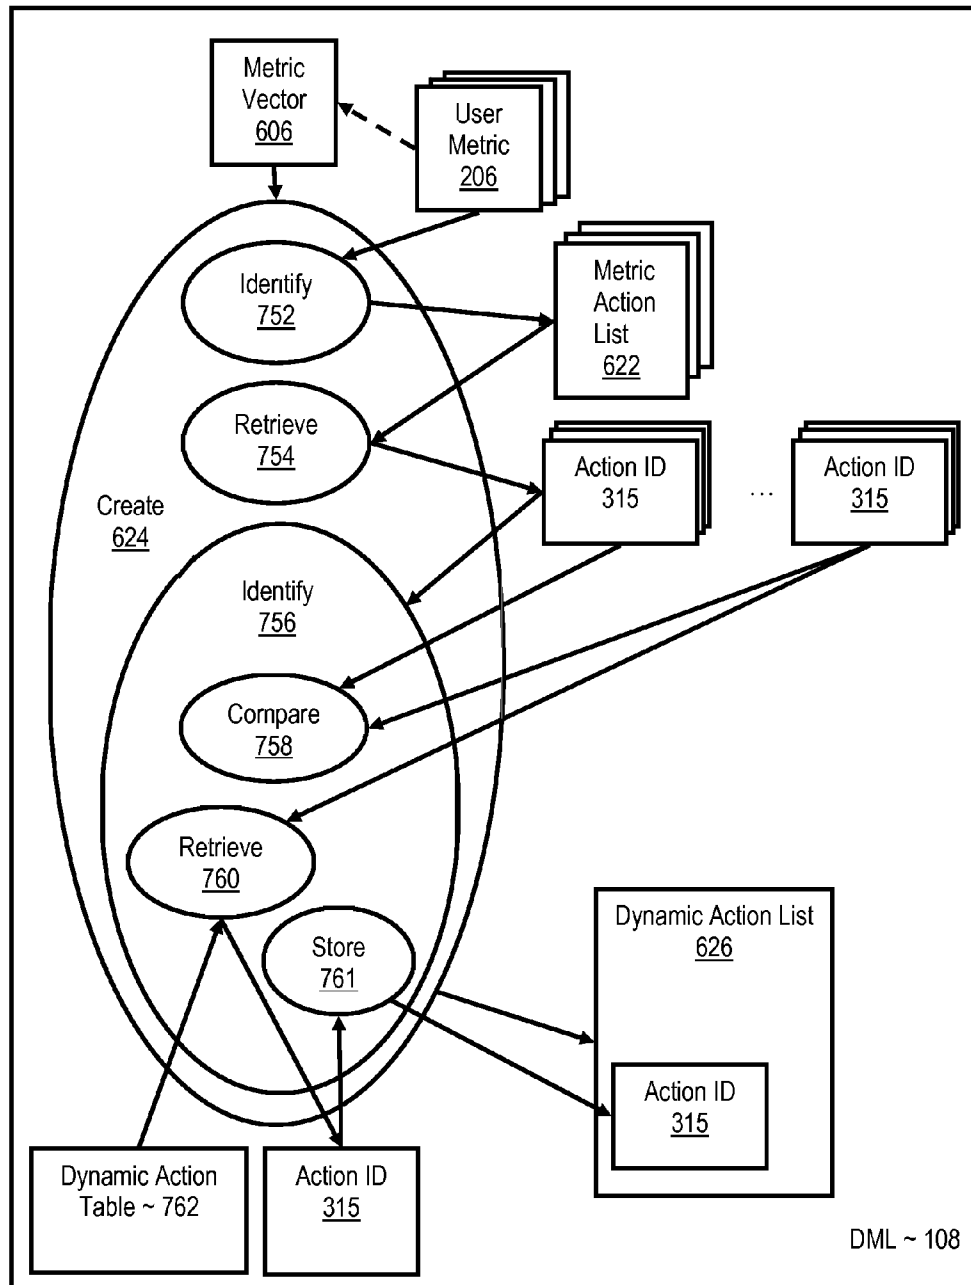 Metric
Vector
606
User
Metric
206
Identify
752
Metric
Action
List
622
Retrieve
754
Action ID
315
...
Action ID
315
Create
624
Identify
756
Compare
758
Retrieve
760
Store
761
Dynamic Action List
626
Action ID
315
Dynamic Action
Table ~ 762
Action ID
315
DML ~ 108